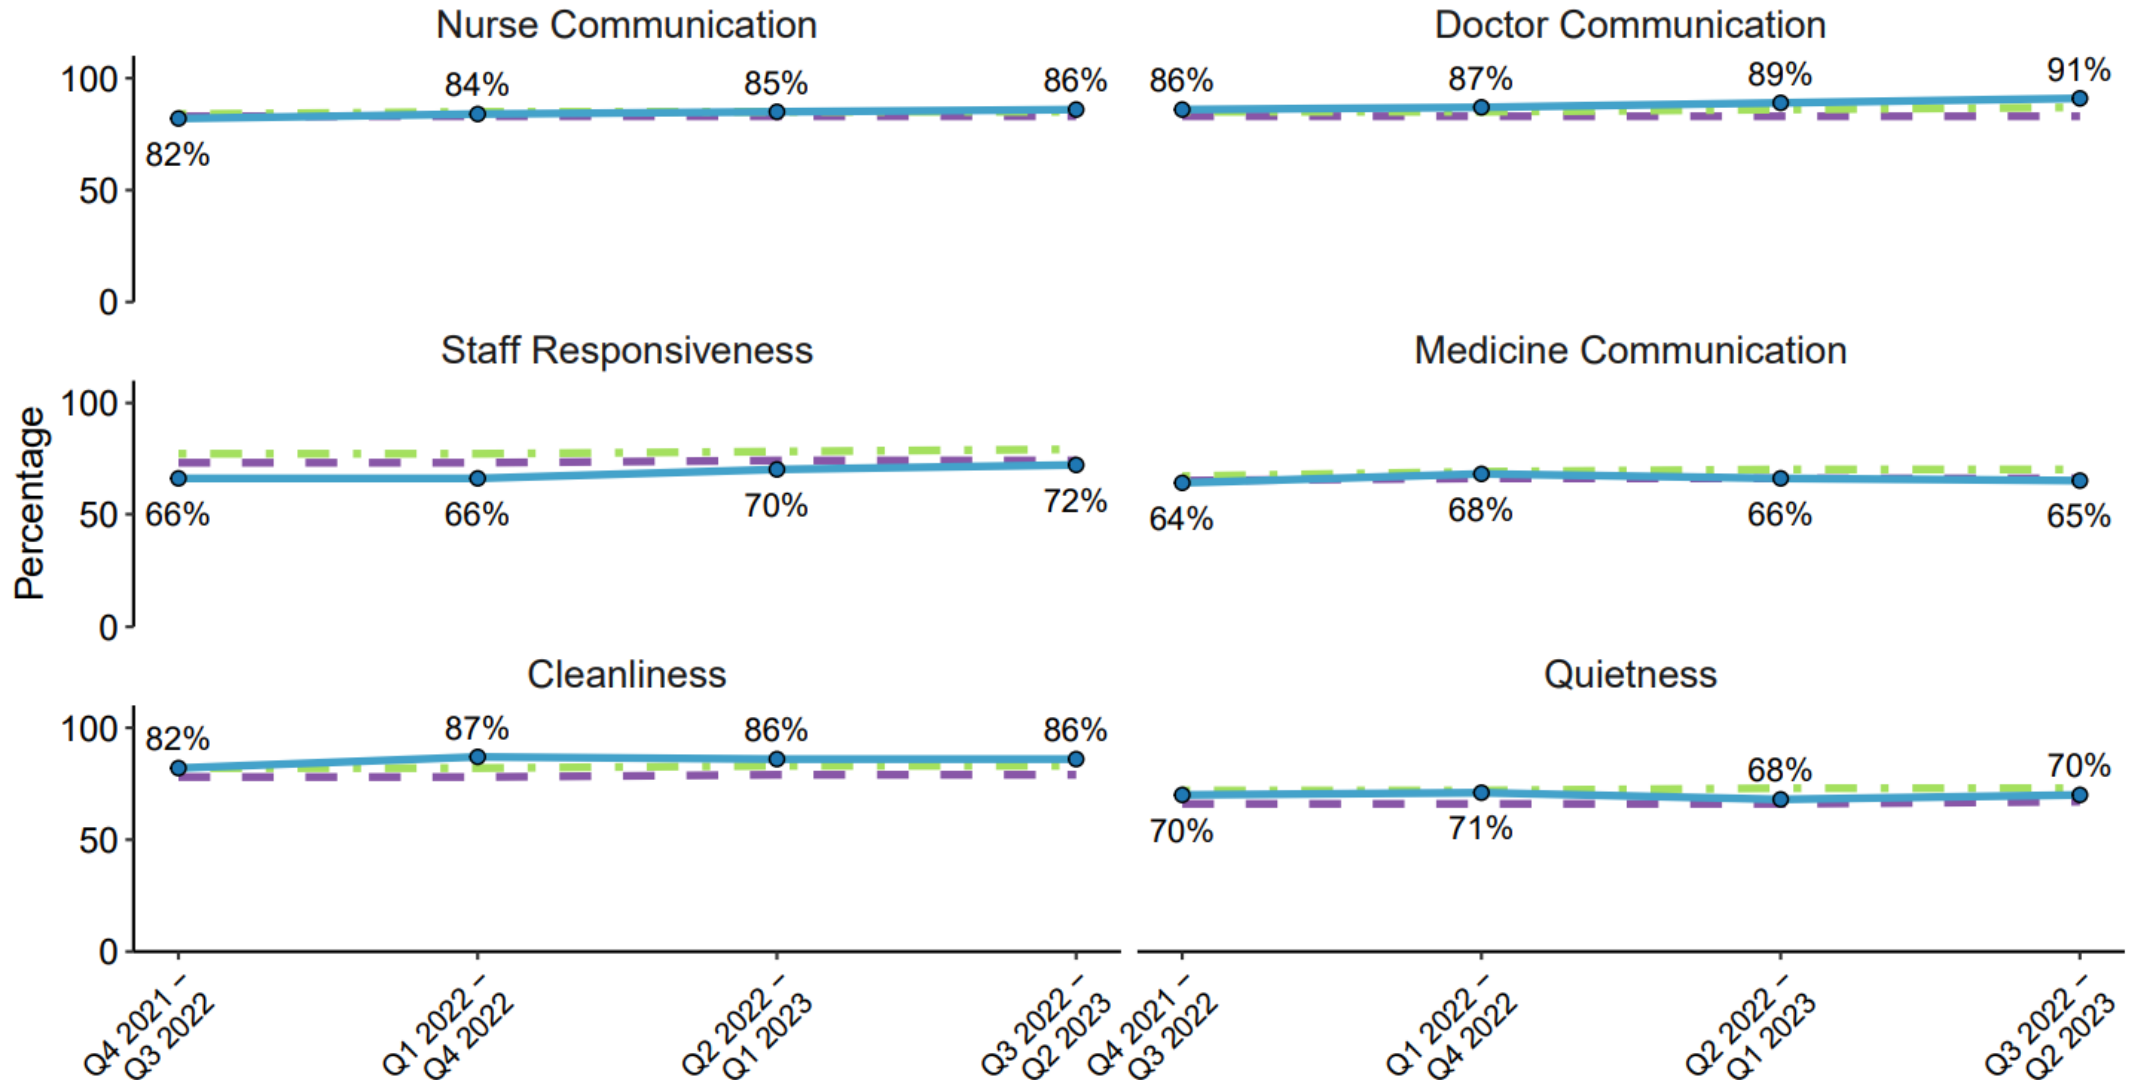 Nurse Communication
100
50
0
82%
84%
85%
86%
Doctor Communication
86%
87%
89%
91%
Percentage
Staff Responsiveness
100
50
0
66%
66%
70%
72%
Medicine Communication
64%
68%
66%
65%
Cleanliness
100
50
0
82%
87%
86%
86%
Quietness
70%
71%
68%
70%
Q4 2021 –
Q3 2022
Q1 2022 –
Q4 2022
Q2 2022 –
Q1 2023
Q3 2022 –
Q2 2023
Q4 2021 –
Q3 2022
Q1 2022 –
Q4 2022
Q2 2022 –
Q1 2023
Q3 2022 –
Q2 2023